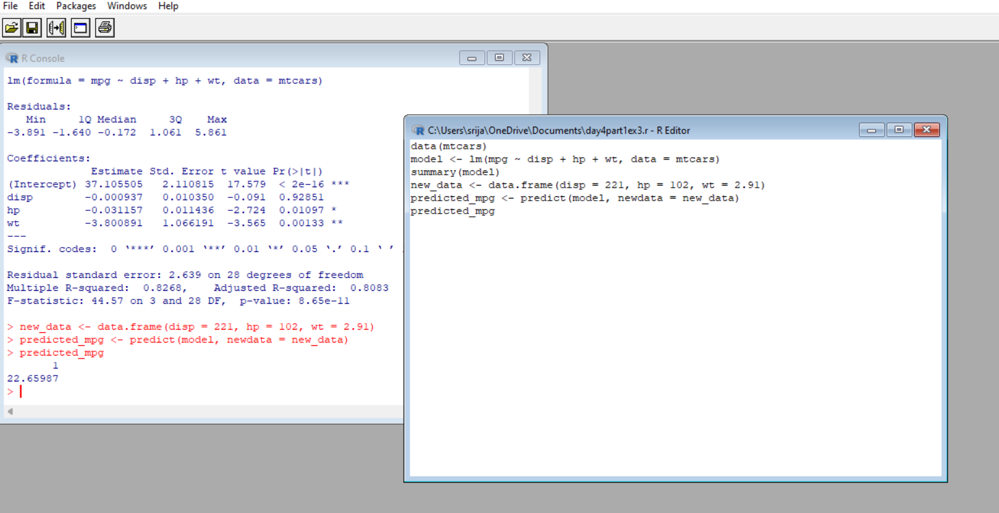 File Edit Packages Windows Help
R Console
lm(formula = mpg ~ disp + hp + wt, data = mtcars)
Residuals:
Min 1Q Median 3Q Max
-3.891 -1.640 -0.172 1.061 5.861
Coefficients:
Estimate Std. Error t value Pr(>|t|)
(Intercept) 37.105505 2.110815 17.579 < 2e-16 ***
disp -0.000937 0.010350 -0.091 0.92851
hp -0.031157 0.011436 -2.724 0.01097 *
wt -3.800891 1.066191 -3.565 0.00133 **
---
Signif. codes: 0 ‘***’ 0.001 ‘**’ 0.01 ‘*’ 0.05 ‘.’ 0.1 ‘ ’
Residual standard error: 2.639 on 28 degrees of freedom
Multiple R-squared: 0.8268, Adjusted R-squared: 0.8083
F-statistic: 44.57 on 3 and 28 DF, p-value: 8.65e-11
> new_data <- data.frame(disp = 221, hp = 102, wt = 2.91)
> predicted_mpg <- predict(model, newdata = new_data)
> predicted_mpg
1
22.65987
>
C:\Users\srija\OneDrive\Documents\day4part1ex3.r - R Editor
data(mtcars)
model <- lm(mpg ~ disp + hp + wt, data = mtcars)
summary(model)
new_data <- data.frame(disp = 221, hp = 102, wt = 2.91)
predicted_mpg <- predict(model, newdata = new_data)
predicted_mpg